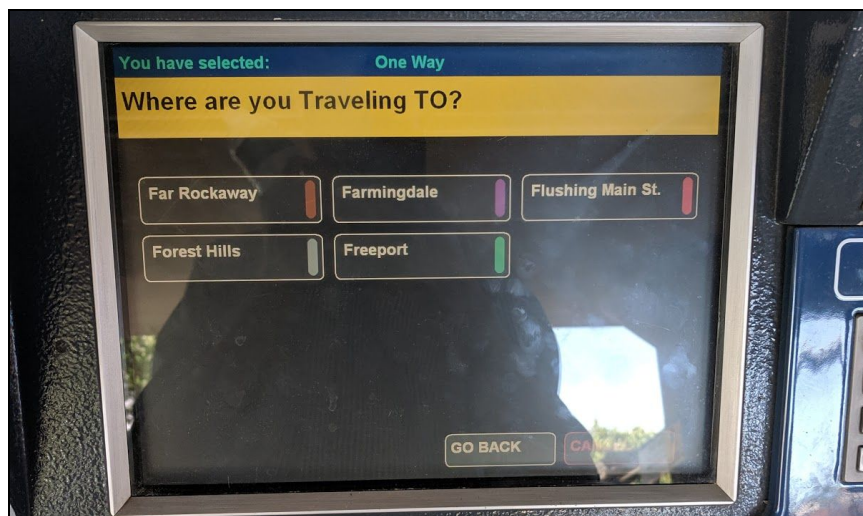 You have selected: One Way
Where are you Traveling TO?
Far Rockaway Farmingdale Flushing Main St.
Forest Hills Freeport
GO BACK